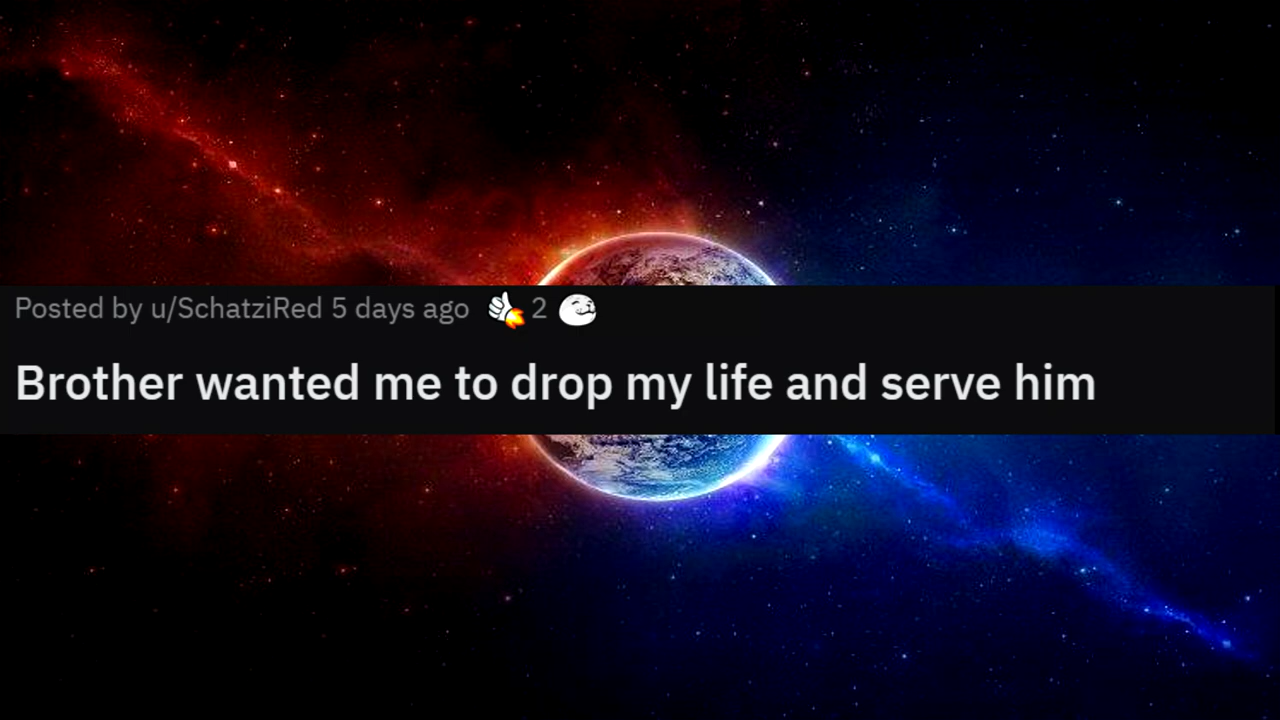 Posted by u/SchatziRed 5 days ago 2
Brother wanted me to drop my life and serve him